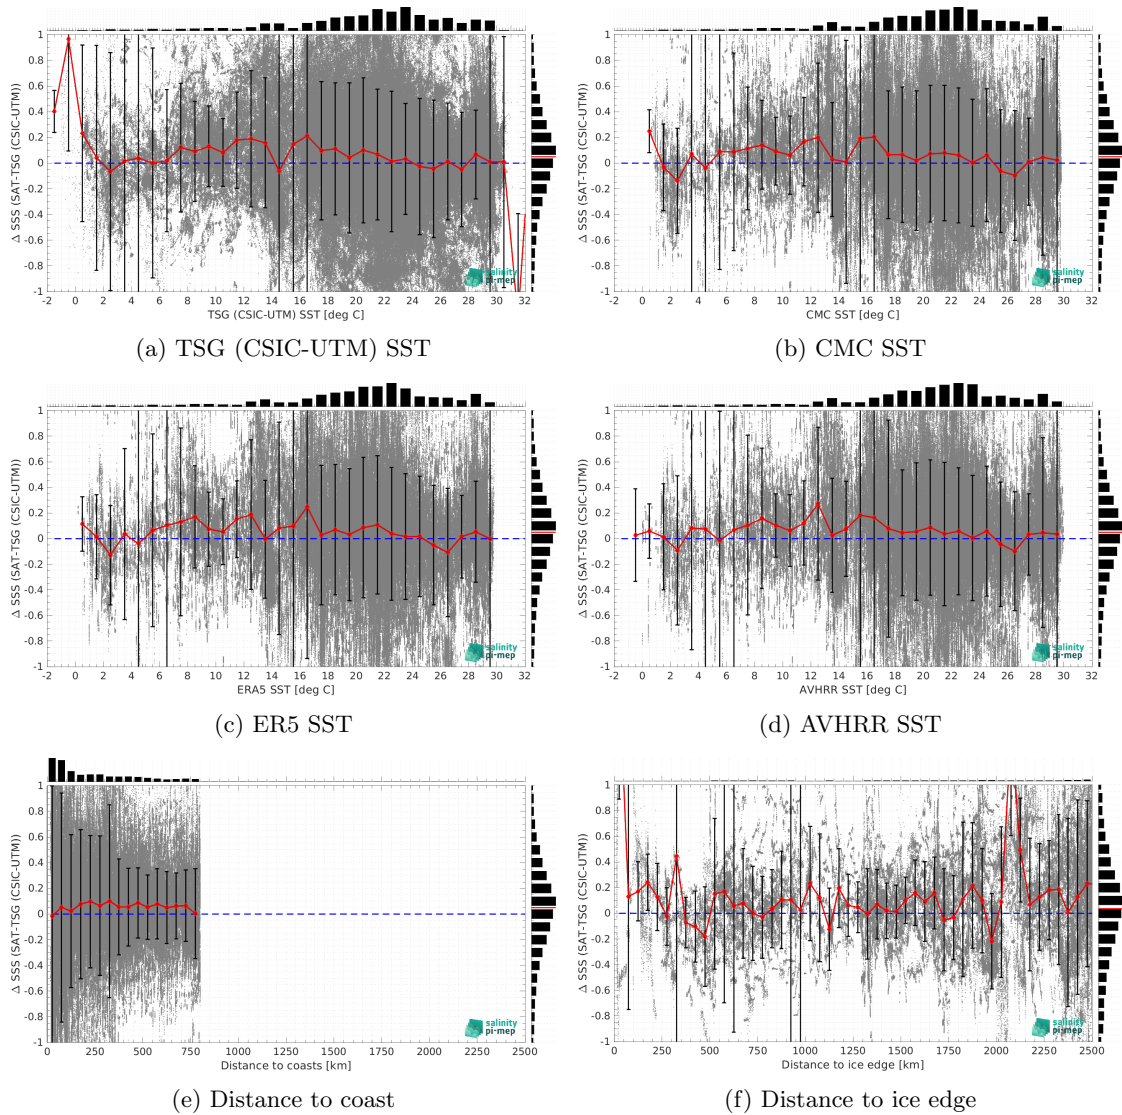 1
0.8
0.6
0.4
0.2
0
-0.2
-0.4
-0.6
-0.8
-1
Δ SSS (SAT-TSG (CSIC-UTM))
-2 0 2 4 6 8 10 12 14 16 18 20 22 24 26 28 30 32
TSG (CSIC-UTM) SST [deg C]
salinity
pi-mep
(a) TSG (CSIC-UTM) SST
1
0.8
0.6
0.4
0.2
0
-0.2
-0.4
-0.6
-0.8
-1
Δ SSS (SAT-TSG (CSIC-UTM))
-2 0 2 4 6 8 10 12 14 16 18 20 22 24 26 28 30 32
CMC SST [deg C]
salinity
pi-mep
(b) CMC SST
1
0.8
0.6
0.4
0.2
0
-0.2
-0.4
-0.6
-0.8
-1
Δ SSS (SAT-TSG (CSIC-UTM))
-2 0 2 4 6 8 10 12 14 16 18 20 22 24 26 28 30 32
ERA5 SST [deg C]
salinity
pi-mep
(c) ER5 SST
1
0.8
0.6
0.4
0.2
0
-0.2
-0.4
-0.6
-0.8
-1
Δ SSS (SAT-TSG (CSIC-UTM))
-2 0 2 4 6 8 10 12 14 16 18 20 22 24 26 28 30 32
AVHRR SST [deg C]
salinity
pi-mep
(d) AVHRR SST
1
0.8
0.6
0.4
0.2
0
-0.2
-0.4
-0.6
-0.8
-1
Δ SSS (SAT-TSG (CSIC-UTM))
0 250 500 750 1000 1250 1500 1750 2000 2250 2500
Distance to coasts [km]
salinity
pi-mep
(e) Distance to coast
1
0.8
0.6
0.4
0.2
0
-0.2
-0.4
-0.6
-0.8
-1
Δ SSS (SAT-TSG (CSIC-UTM))
0 250 500 750 1000 1250 1500 1750 2000 2250 2500
Distance to ice edge [km]
salinity
pi-mep
(f) Distance to ice edge